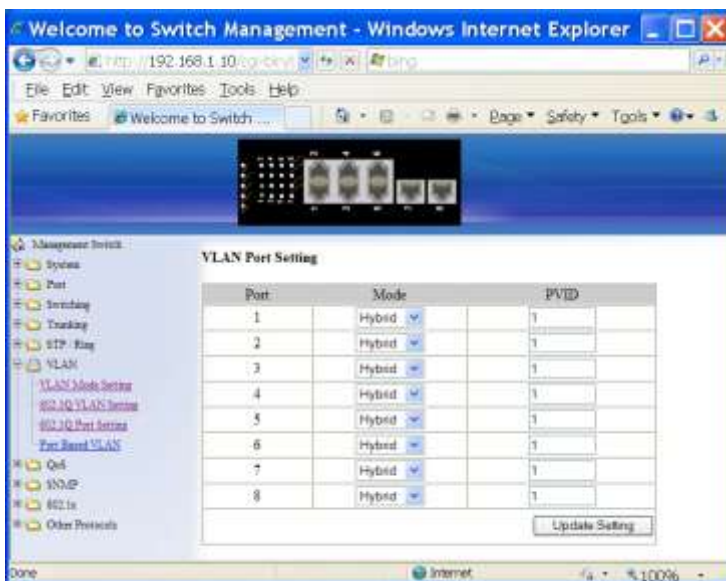 Welcome to Switch Management - Windows Internet Explorer
http://192.168.1.10/cgi-bin/
bing
File Edit View Favorites Tools Help
Favorites Welcome to Switch ...
Page Safety Tools
Management Switch
System
Port
Switching
Trunking
STP / Ring
VLAN
VLAN Mode Setting
802.1Q VLAN Setting
802.1Q Port Setting
Port Based VLAN
QoS
SNMP
802.1x
Other Protocols
VLAN Port Setting
Port Mode PVID
1 Hybrid 1
2 Hybrid 1
3 Hybrid 1
4 Hybrid 1
5 Hybrid 1
6 Hybrid 1
7 Hybrid 1
8 Hybrid 1
Update Setting
Done Internet 100%